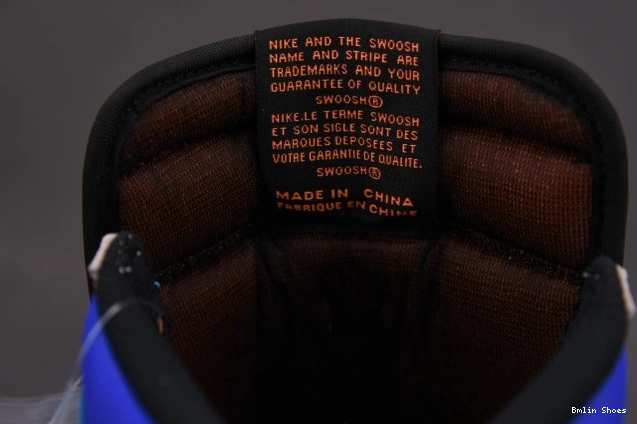 NIKE AND THE SWOOSH
NAME AND STRIPE ARE
TRADEMARKS AND YOUR
GUARANTEE OF QUALITY
SWOOSH®
NIKE.LE TERME SWOOSH
ET SON SIGLE SONT DES
MARQUES DEPOSEES ET
VOTRE GARANTIE DE QUALITE.
SWOOSH®
MADE IN CHINA
FABRIQUE EN CHINE
Bmlin Shoes